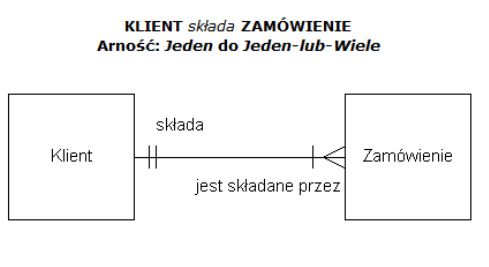 KLIENT składa ZAMÓWIENIE
Arność: Jeden do Jeden-lub-Wiele
składa
Klient
Zamówienie
jest składane przez